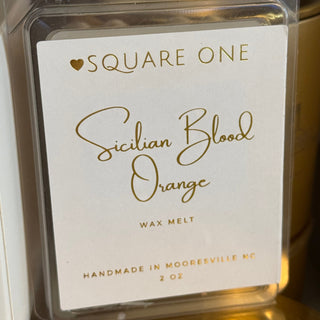 SQUARE ONE
Sicilian Blood
Orange
WAX MELT
HANDMADE IN MOORESVILLE NC
2 OZ